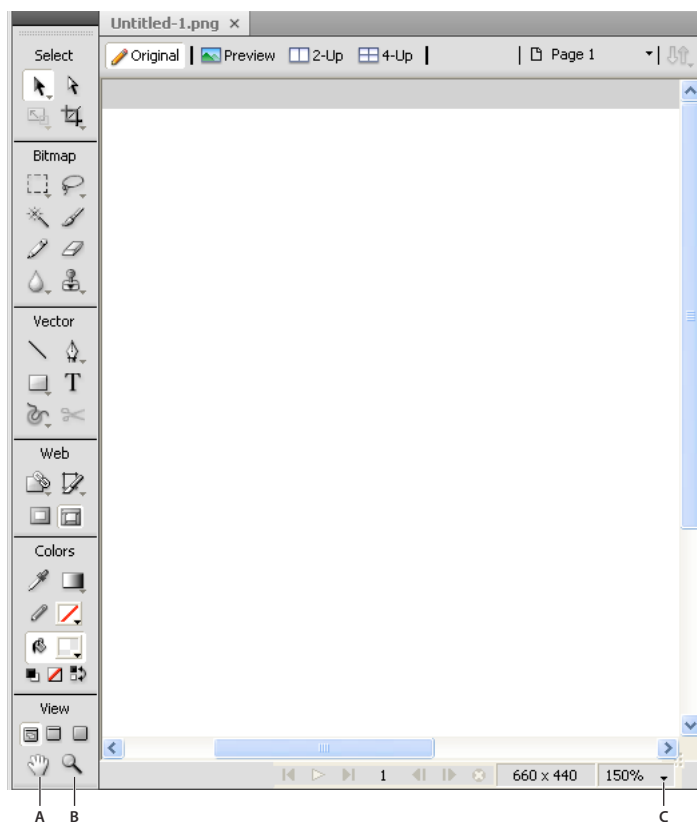 Untitled-1.png ×
Select
Original
Preview
2-Up
4-Up
Page 1
Bitmap
Vector
T
Web
Colors
View
1
660 x 440
150%
A
B
C